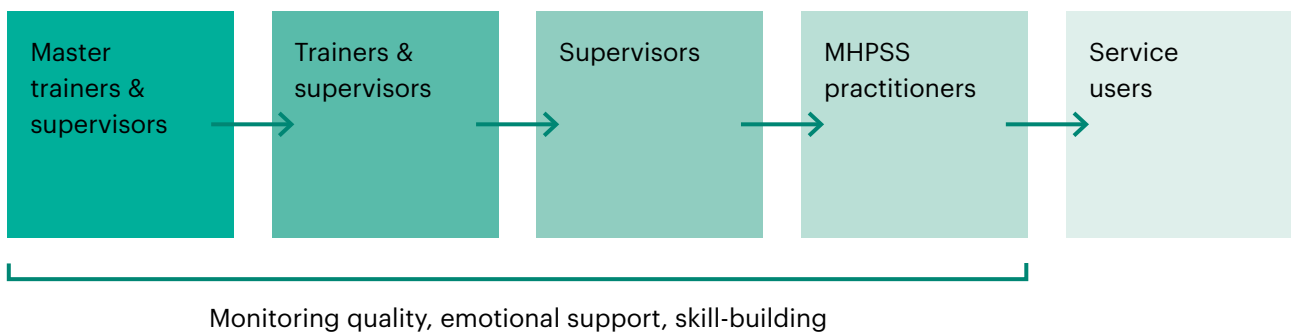 Master
trainers &
supervisors
Trainers &
supervisors
Supervisors
MHPSS
practitioners
Service
users
Monitoring quality, emotional support, skill-building